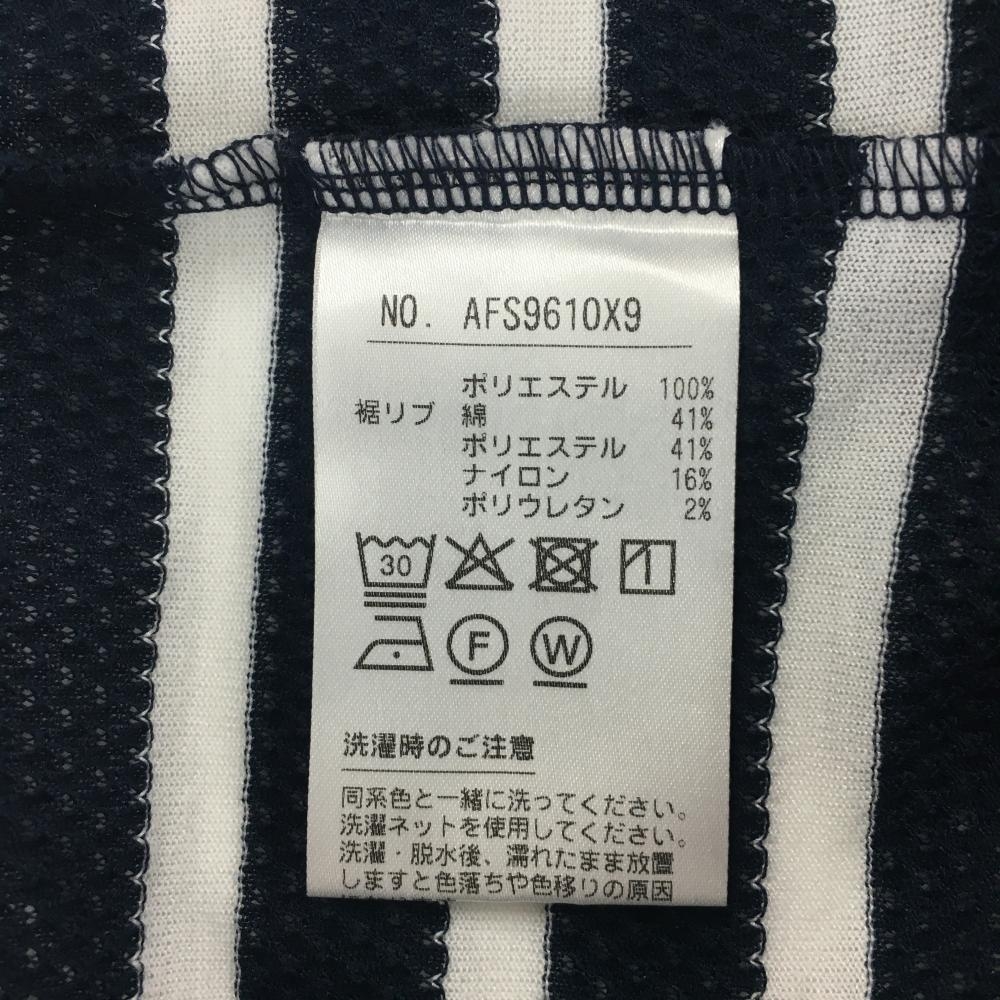 NO. AFS9610X9
ポリエステル 100%
裾リブ 綿 41%
ポリエステル 41%
ナイロン 16%
ポリウレタン 2%
30
F W
洗濯時のご注意
同系色と一緒に洗ってください。
洗濯ネットを使用してください。
洗濯・脱水後、濡れたまま放置
しますと色落ちや色移りの原因